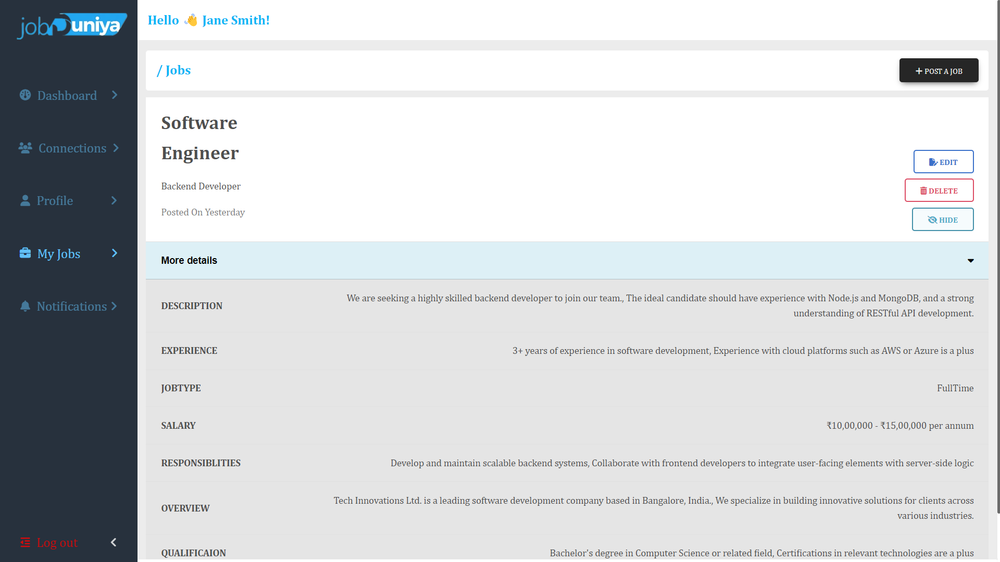 jobDuniya
Hello 👋 Jane Smith!
/ Jobs
POST A JOB
Dashboard
Connections
Profile
My Jobs
Notifications
Log out
Software
Engineer
Backend Developer
Posted On Yesterday
EDIT
DELETE
HIDE
More details
DESCRIPTION
We are seeking a highly skilled backend developer to join our team., The ideal candidate should have experience with Node.js and MongoDB, and a strong
understanding of RESTful API development.
EXPERIENCE
3+ years of experience in software development, Experience with cloud platforms such as AWS or Azure is a plus
JOBTYPE
FullTime
SALARY
₹10,00,000 - ₹15,00,000 per annum
RESPONSIBLITIES
Develop and maintain scalable backend systems, Collaborate with frontend developers to integrate user-facing elements with server-side logic
OVERVIEW
Tech Innovations Ltd. is a leading software development company based in Bangalore, India., We specialize in building innovative solutions for clients across
various industries.
QUALIFICAION
Bachelor's degree in Computer Science or related field, Certifications in relevant technologies are a plus